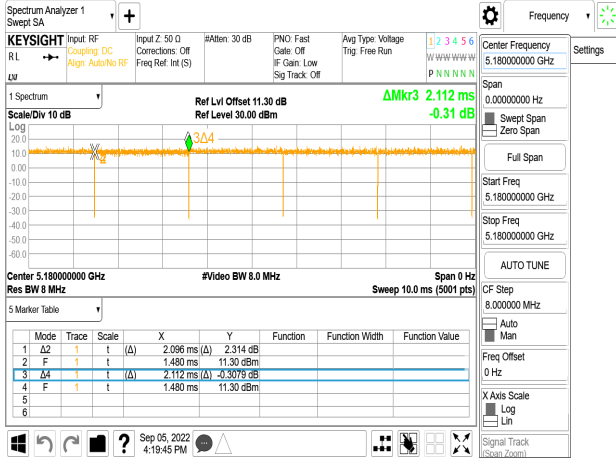 Spectrum Analyzer 1
Swept SA
Frequency
KEYSIGHT
Input: RF
Input Z: 50 Ω
#Atten: 30 dB
PNO: Fast
Avg Type: Voltage
1 2 3 4 5 6
R L
Coupling: DC
Corrections: Off
Gate: Off
Trig: Free Run
Align: Auto/No RF
Freq Ref: Int (S)
IF Gain: Low
W W W W W W
Sig Track: Off
P N N N N N
LXI
1 Spectrum
Ref Lvl Offset 11.30 dB
ΔMkr3 2.112 ms
Scale/Div 10 dB
Ref Level 30.00 dBm
-0.31 dB
Log
20.0
3Δ4
10.0
0.00
-10.0
-20.0
-30.0
-40.0
-50.0
-60.0
Center 5.180000000 GHz
#Video BW 8.0 MHz
Span 0 Hz
Res BW 8 MHz
Sweep 10.0 ms (5001 pts)
5 Marker Table
Mode Trace Scale X Y Function Function Width Function Value
1 Δ2 1 t (Δ) 2.096 ms (Δ) 2.314 dB
2 F 1 t 1.480 ms 11.30 dBm
3 Δ4 1 t (Δ) 2.112 ms (Δ) -0.3079 dB
4 F 1 t 1.480 ms 11.30 dBm
5
6
Sep 05, 2022
4:19:45 PM
?
Center Frequency
5.180000000 GHz
Settings
Span
0.00000000 Hz
Swept Span
Zero Span
Full Span
Start Freq
5.180000000 GHz
Stop Freq
5.180000000 GHz
AUTO TUNE
CF Step
8.000000 MHz
Auto
Man
Freq Offset
0 Hz
X Axis Scale
Log
Lin
Signal Track
(Span Zoom)